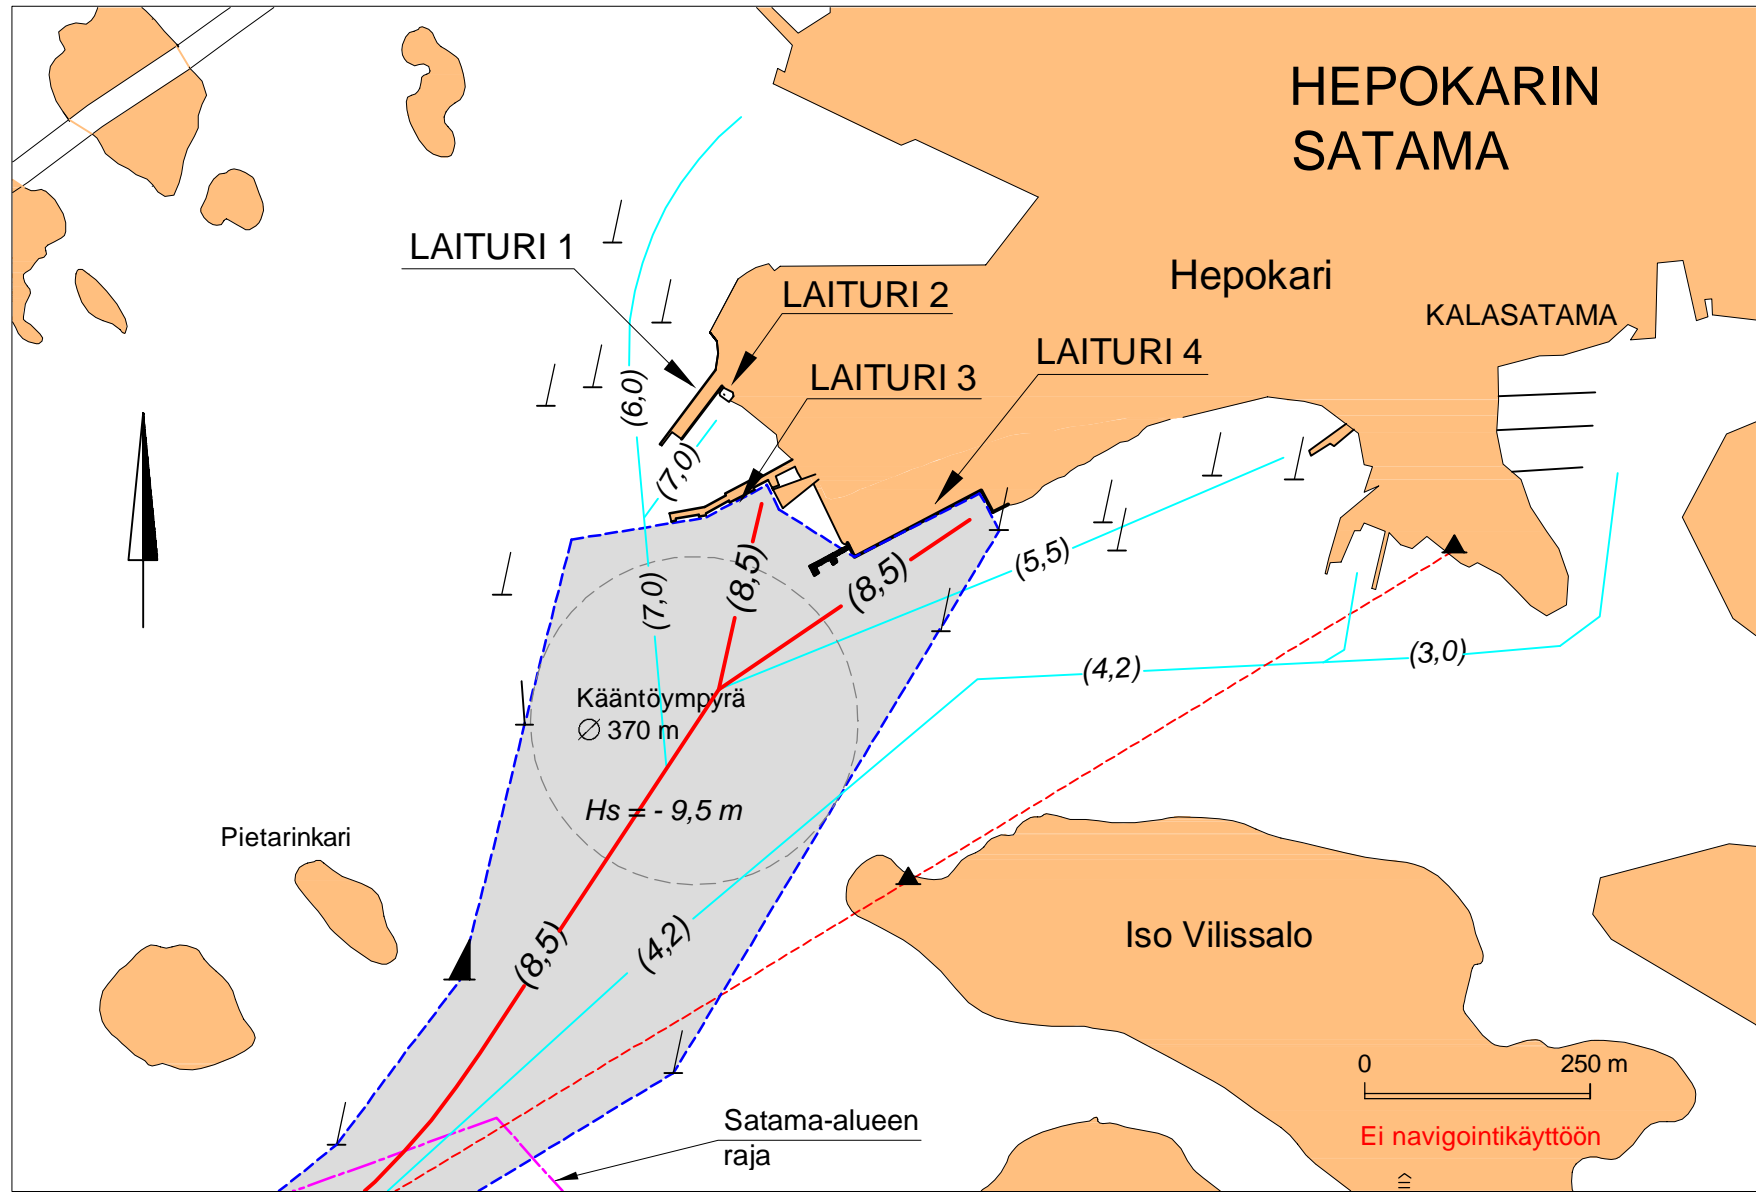 HEPOKARIN
SATAMA
LAITURI 1
LAITURI 2
Hepokari
KALASATAMA
LAITURI 3
LAITURI 4
(6,0)
(7,0)
(8,5)
(8,5)
(5,5)
(7,0)
(4,2)
(3,0)
Kääntöympyrä
∅ 370 m
Hs = - 9,5 m
Pietarinkari
(8,5)
(4,2)
Iso Vilissalo
0 250 m
Satama-alueen
raja
Ei navigointikäyttöön